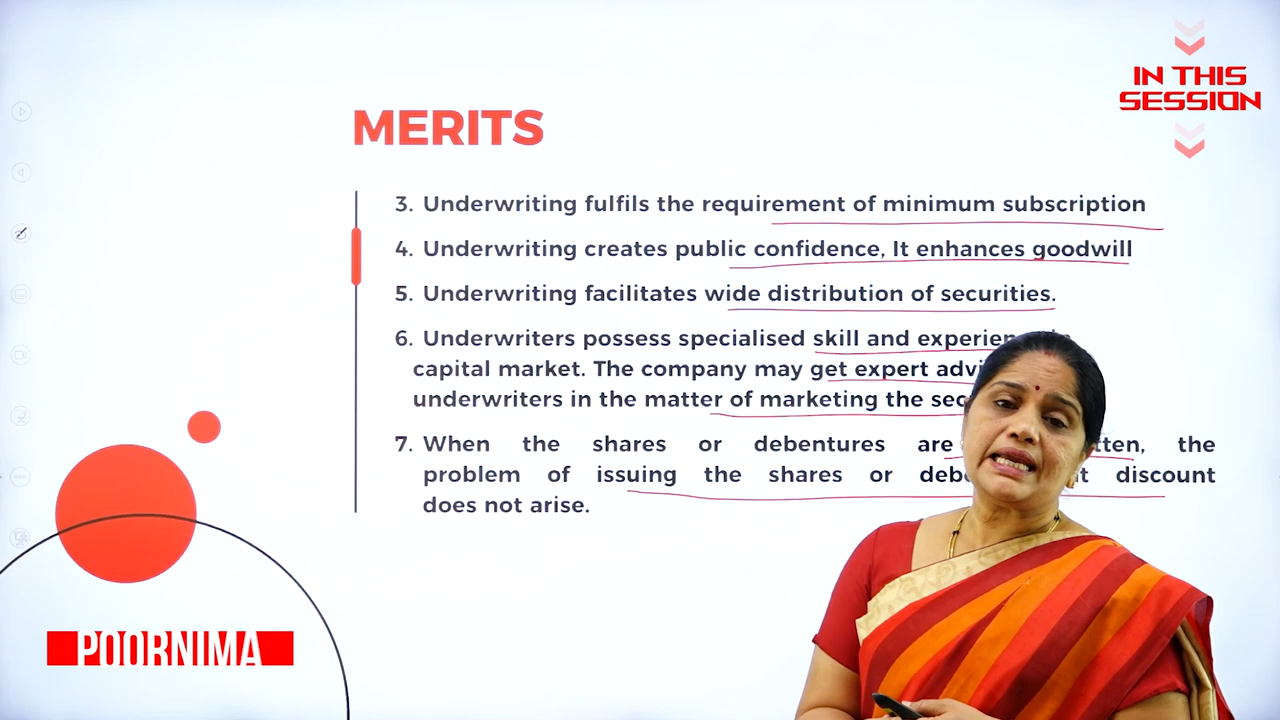 IN THIS
SESSION
MERITS
3. Underwriting fulfils the requirement of minimum subscription
4. Underwriting creates public confidence, It enhances goodwill
5. Underwriting facilitates wide distribution of securities.
6. Underwriters possess specialised skill and
capital market. The company may get expert
underwriters in the matter of marketing the
7. When the shares or debentures are the
problem of issuing the shares or discount
does not arise.
POORNIMA